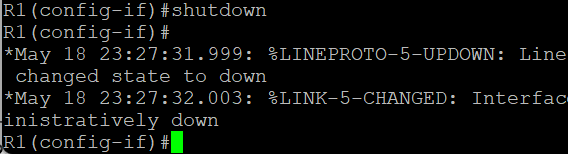 R1(config-if)#shutdown
R1(config-if)#
*May 18 23:27:31.999: %LINEPROTO-5-UPDOWN: Line
 changed state to down
*May 18 23:27:32.003: %LINK-5-CHANGED: Interfac
inistratively down
R1(config-if)#